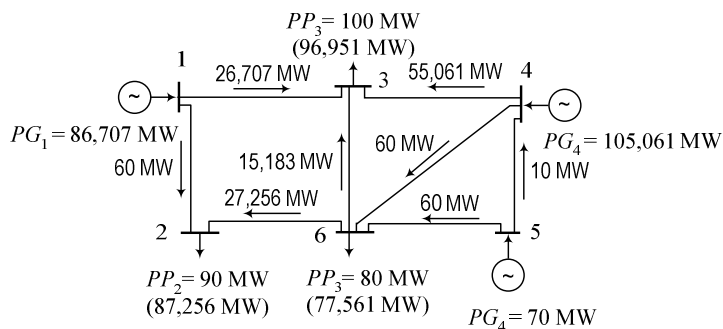 PP₃= 100 MW
(96,951 MW)
1
26,707 MW
3
55,061 MW
4
~
~
PG₁= 86,707 MW
60 MW
15,183 MW
60 MW
PG₄= 105,061 MW
10 MW
27,256 MW
60 MW
2
6
5
PP₂= 90 MW
(87,256 MW)
PP₃= 80 MW
(77,561 MW)
~
PG₄= 70 MW